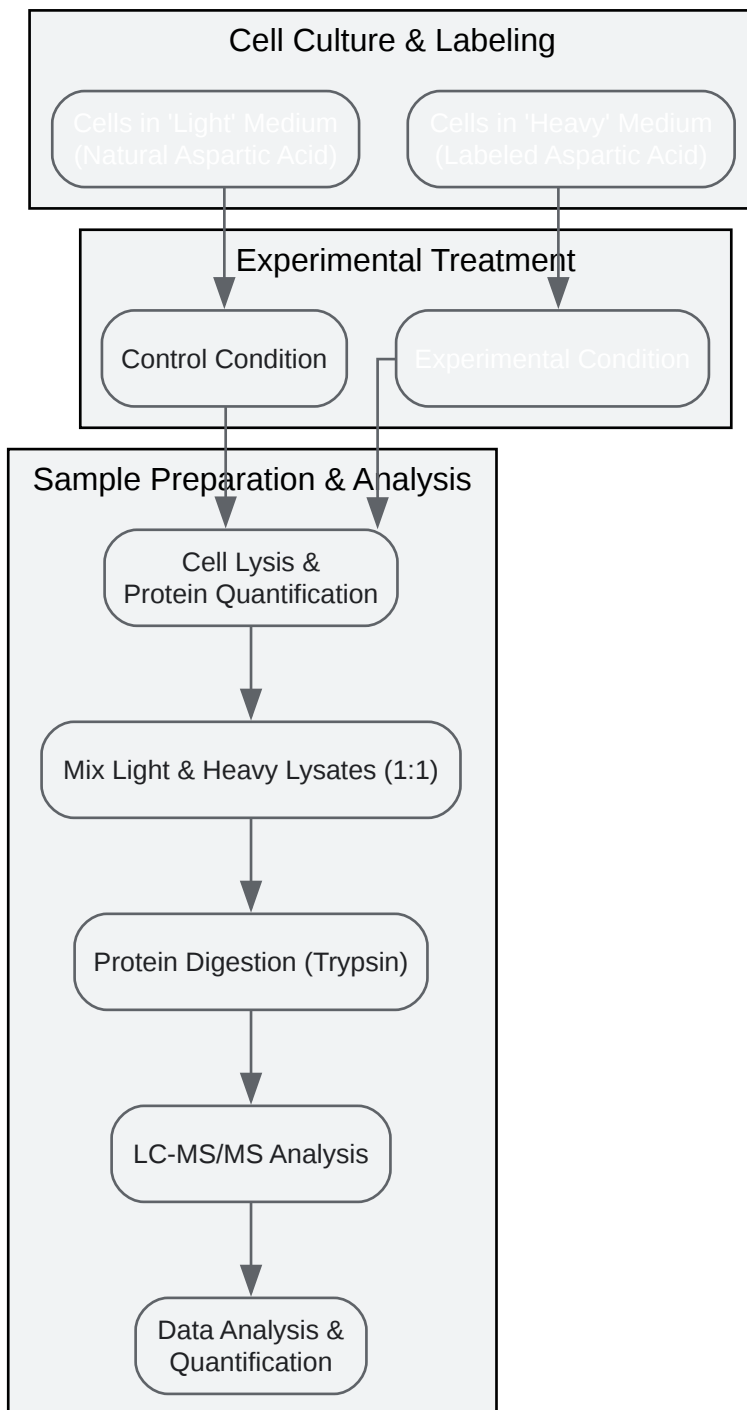 Cell Culture & Labeling
Cells in 'Light' Medium
(Natural Aspartic Acid)
Cells in 'Heavy' Medium
(Labeled Aspartic Acid)
Experimental Treatment
Control Condition
Experimental Condition
Sample Preparation & Analysis
Cell Lysis &
Protein Quantification
Mix Light & Heavy Lysates (1:1)
Protein Digestion (Trypsin)
LC-MS/MS Analysis
Data Analysis &
Quantification